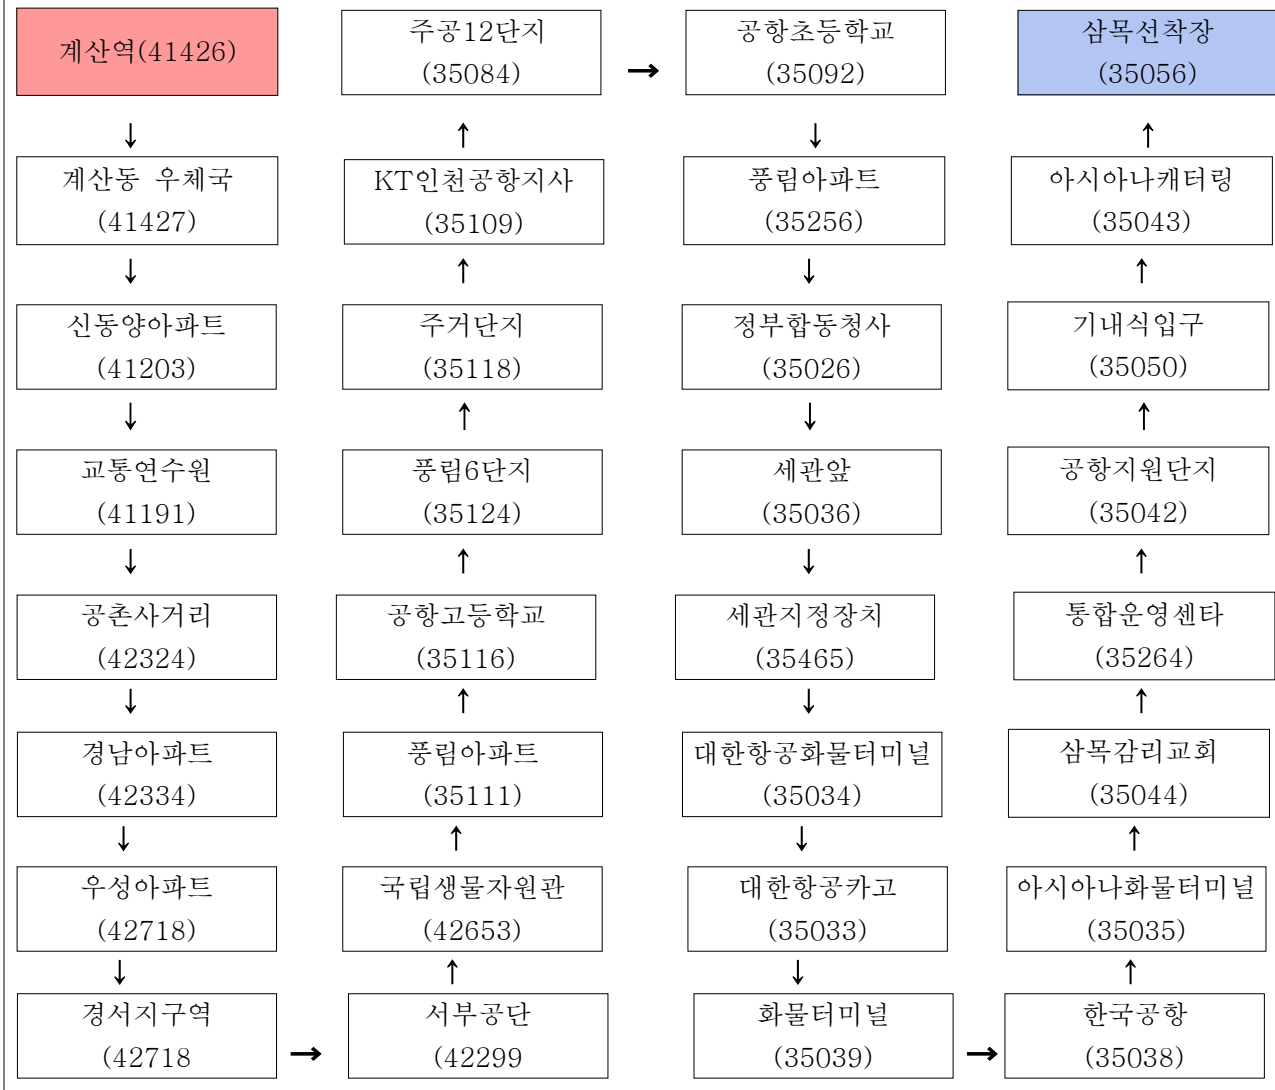 계산역(41426)
계산동 우체국
(41427)
신동양아파트
(41203)
교통연수원
(41191)
공촌사거리
(42324)
경남아파트
(42334)
우성아파트
(42718)
경서지구역
(42718
서부공단
(42299
국립생물자원관
(42653)
풍림아파트
(35111)
공항고등학교
(35116)
풍림6단지
(35124)
주거단지
(35118)
KT인천공항지사
(35109)
주공12단지
(35084)
공항초등학교
(35092)
풍림아파트
(35256)
정부합동청사
(35026)
세관앞
(35036)
세관지정장치
(35465)
대한항공화물터미널
(35034)
대한항공카고
(35033)
화물터미널
(35039)
한국공항
(35038)
아시아나화물터미널
(35035)
삼목감리교회
(35044)
통합운영센타
(35264)
공항지원단지
(35042)
기내식입구
(35050)
아시아나캐터링
(35043)
삼목선착장
(35056)